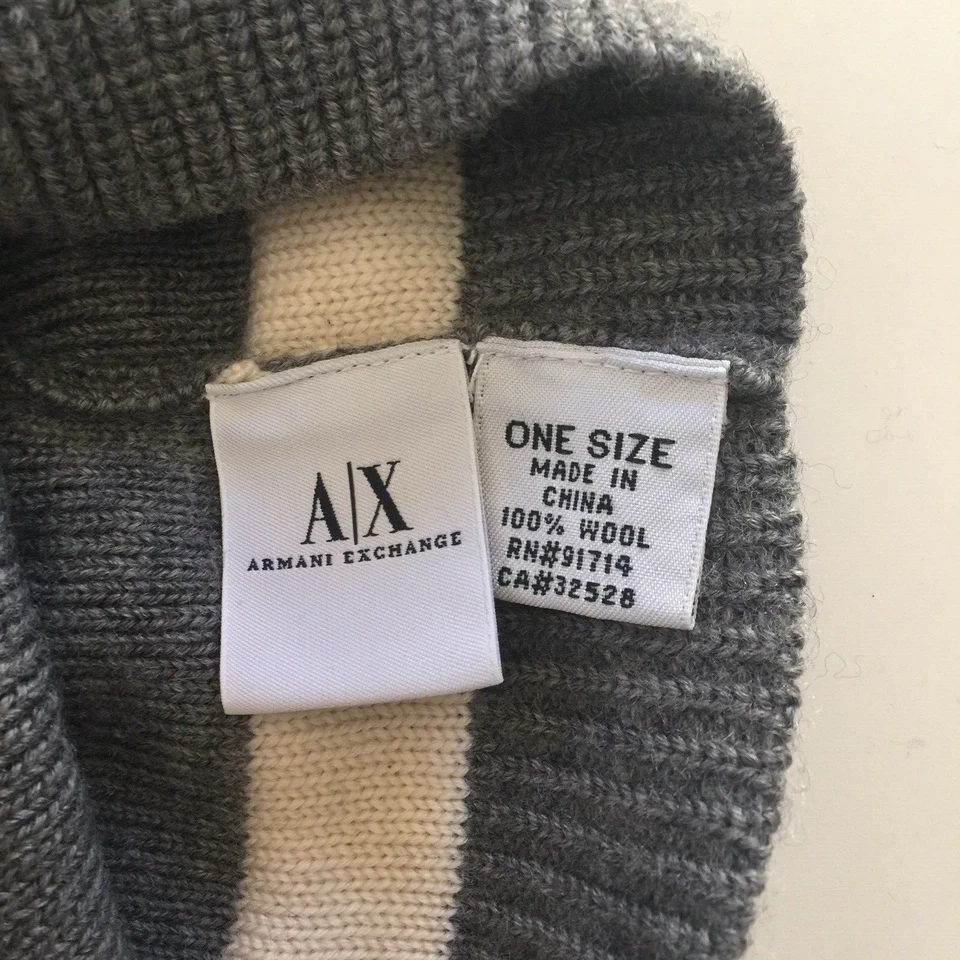 A|X
ARMANI EXCHANGE
ONE SIZE
MADE IN
CHINA
100% WOOL
RN#91714
CA#32528